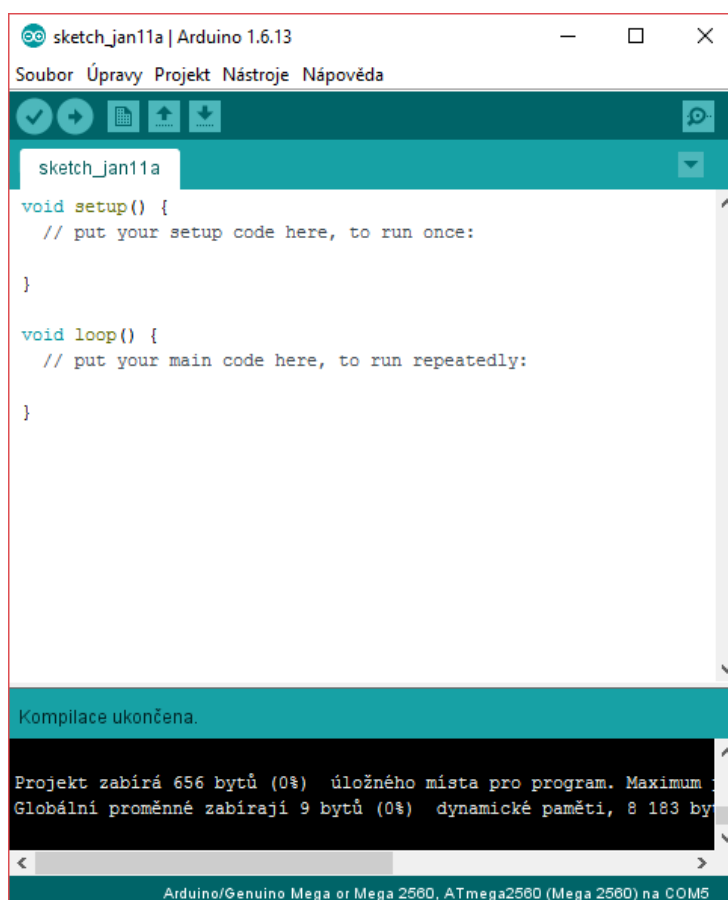 sketch_jan11a | Arduino 1.6.13
Soubor Úpravy Projekt Nástroje Nápověda
sketch_jan11a
void setup() {
  // put your setup code here, to run once:
}
void loop() {
  // put your main code here, to run repeatedly:
}
Kompilace ukončena.
Projekt zabírá 656 bytů (0%)  úložného místa pro program. Maximum
Globální proměnné zabírají 9 bytů (0%)  dynamické paměti, 8 183
Arduino/Genuino Mega or Mega 2560, ATmega2560 (Mega 2560) na COM5